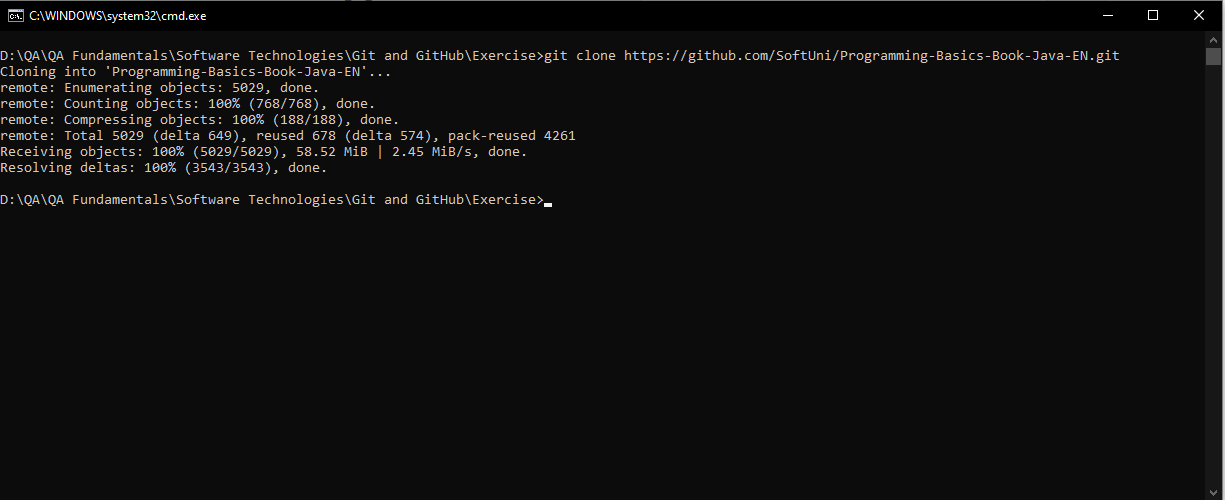 C:\WINDOWS\system32\cmd.exe
D:\QA\QA Fundamentals\Software Technologies\Git and GitHub\Exercise>git clone https://github.com/SoftUni/Programming-Basics-Book-Java-EN.git
Cloning into 'Programming-Basics-Book-Java-EN'...
remote: Enumerating objects: 5029, done.
remote: Counting objects: 100% (768/768), done.
remote: Compressing objects: 100% (188/188), done.
remote: Total 5029 (delta 649), reused 678 (delta 574), pack-reused 4261
Receiving objects: 100% (5029/5029), 58.52 MiB | 2.45 MiB/s, done.
Resolving deltas: 100% (3543/3543), done.
D:\QA\QA Fundamentals\Software Technologies\Git and GitHub\Exercise>